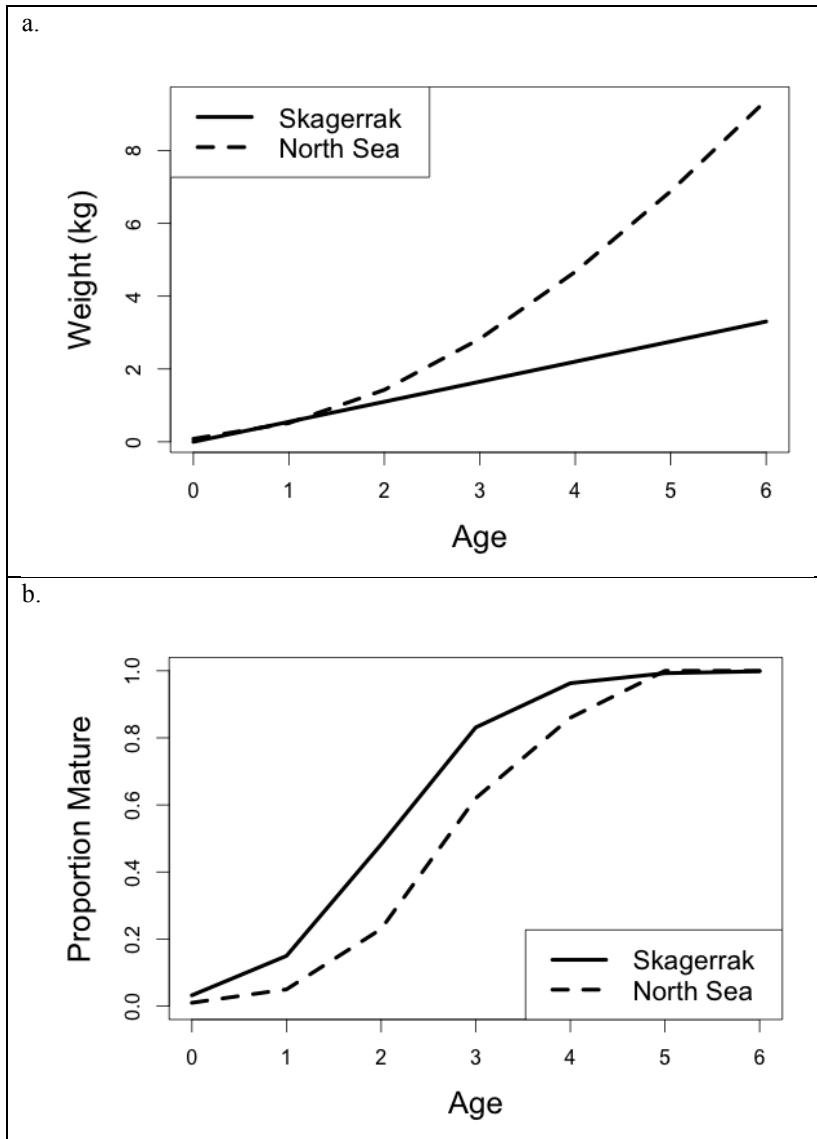 a.
Skagerrak
North Sea
Weight (kg)
8
6
4
2
0
0 1 2 3 4 5 6
Age
b.
Proportion Mature
1.0
0.8
0.6
0.4
0.2
0.0
Skagerrak
North Sea
0 1 2 3 4 5 6
Age